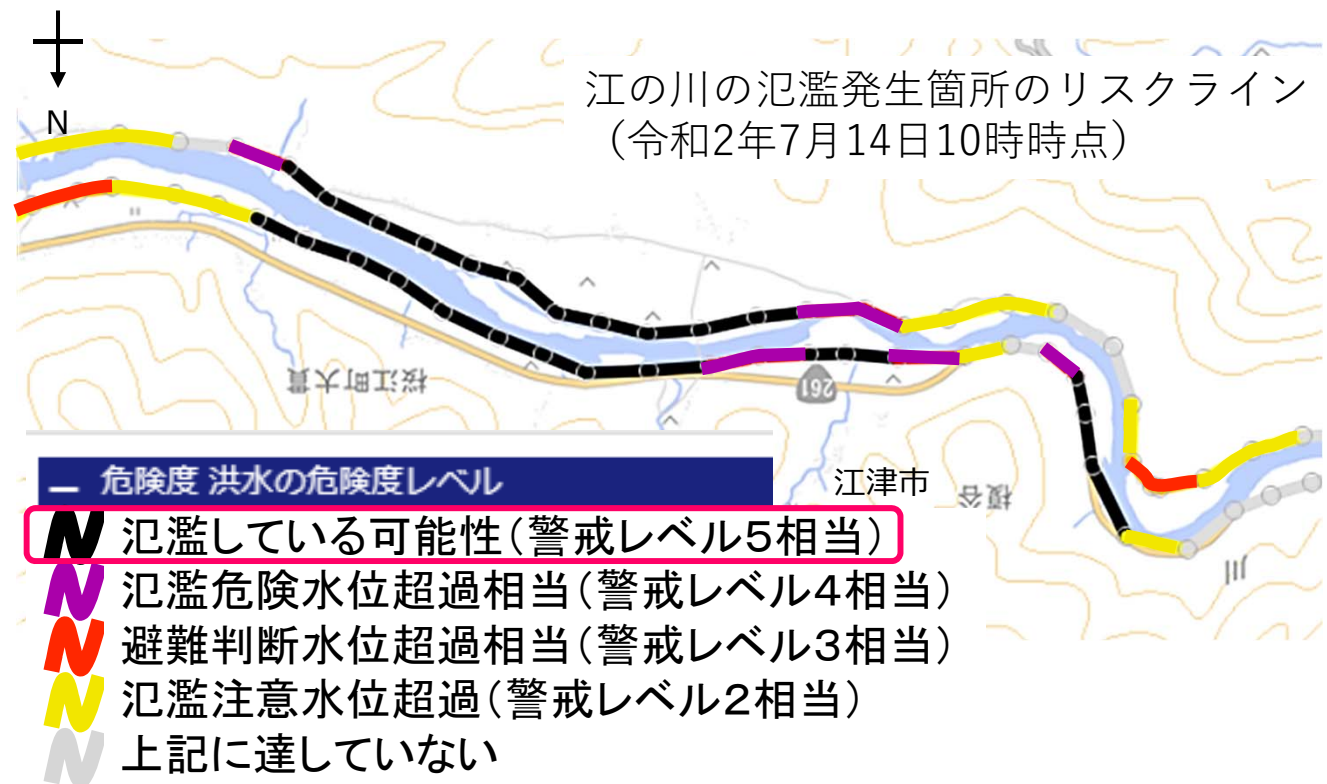 N
江の川の氾濫発生箇所のリスクライン
（令和2年7月14日10時時点）
桜江町大貫
261
江津市
榎谷
川
危険度 洪水の危険度レベル
氾濫している可能性（警戒レベル５相当）
氾濫危険水位超過相当（警戒レベル４相当）
避難判断水位超過相当（警戒レベル３相当）
氾濫注意水位超過（警戒レベル２相当）
上記に達していない